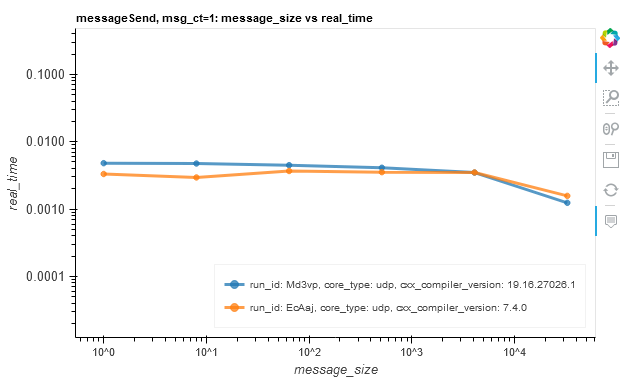 messageSend, msg_ct=1: message_size vs real_time
0.1000
0.0100
0.0010
0.0001
real_time
run_id: Md3vp, core_type: udp, cxx_compiler_version: 19.16.27026.1
run_id: EcAaj, core_type: udp, cxx_compiler_version: 7.4.0
10^0
10^1
10^2
10^3
10^4
message_size